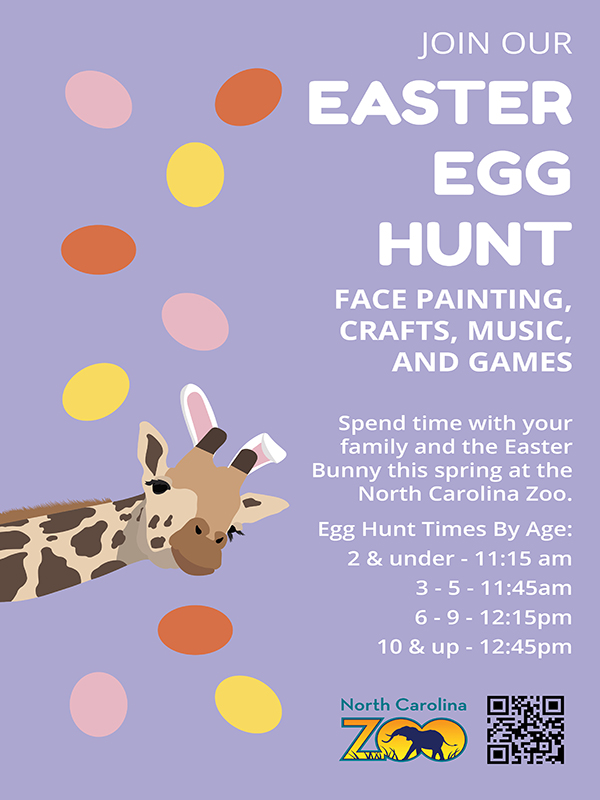 JOIN OUR
EASTER
EGG
HUNT
FACE PAINTING,
CRAFTS, MUSIC,
AND GAMES
Spend time with your
family and the Easter
Bunny this spring at the
North Carolina Zoo.
Egg Hunt Times By Age:
2 & under - 11:15 am
3 - 5 - 11:45am
6 - 9 - 12:15pm
10 & up - 12:45pm
North Carolina
ZOO